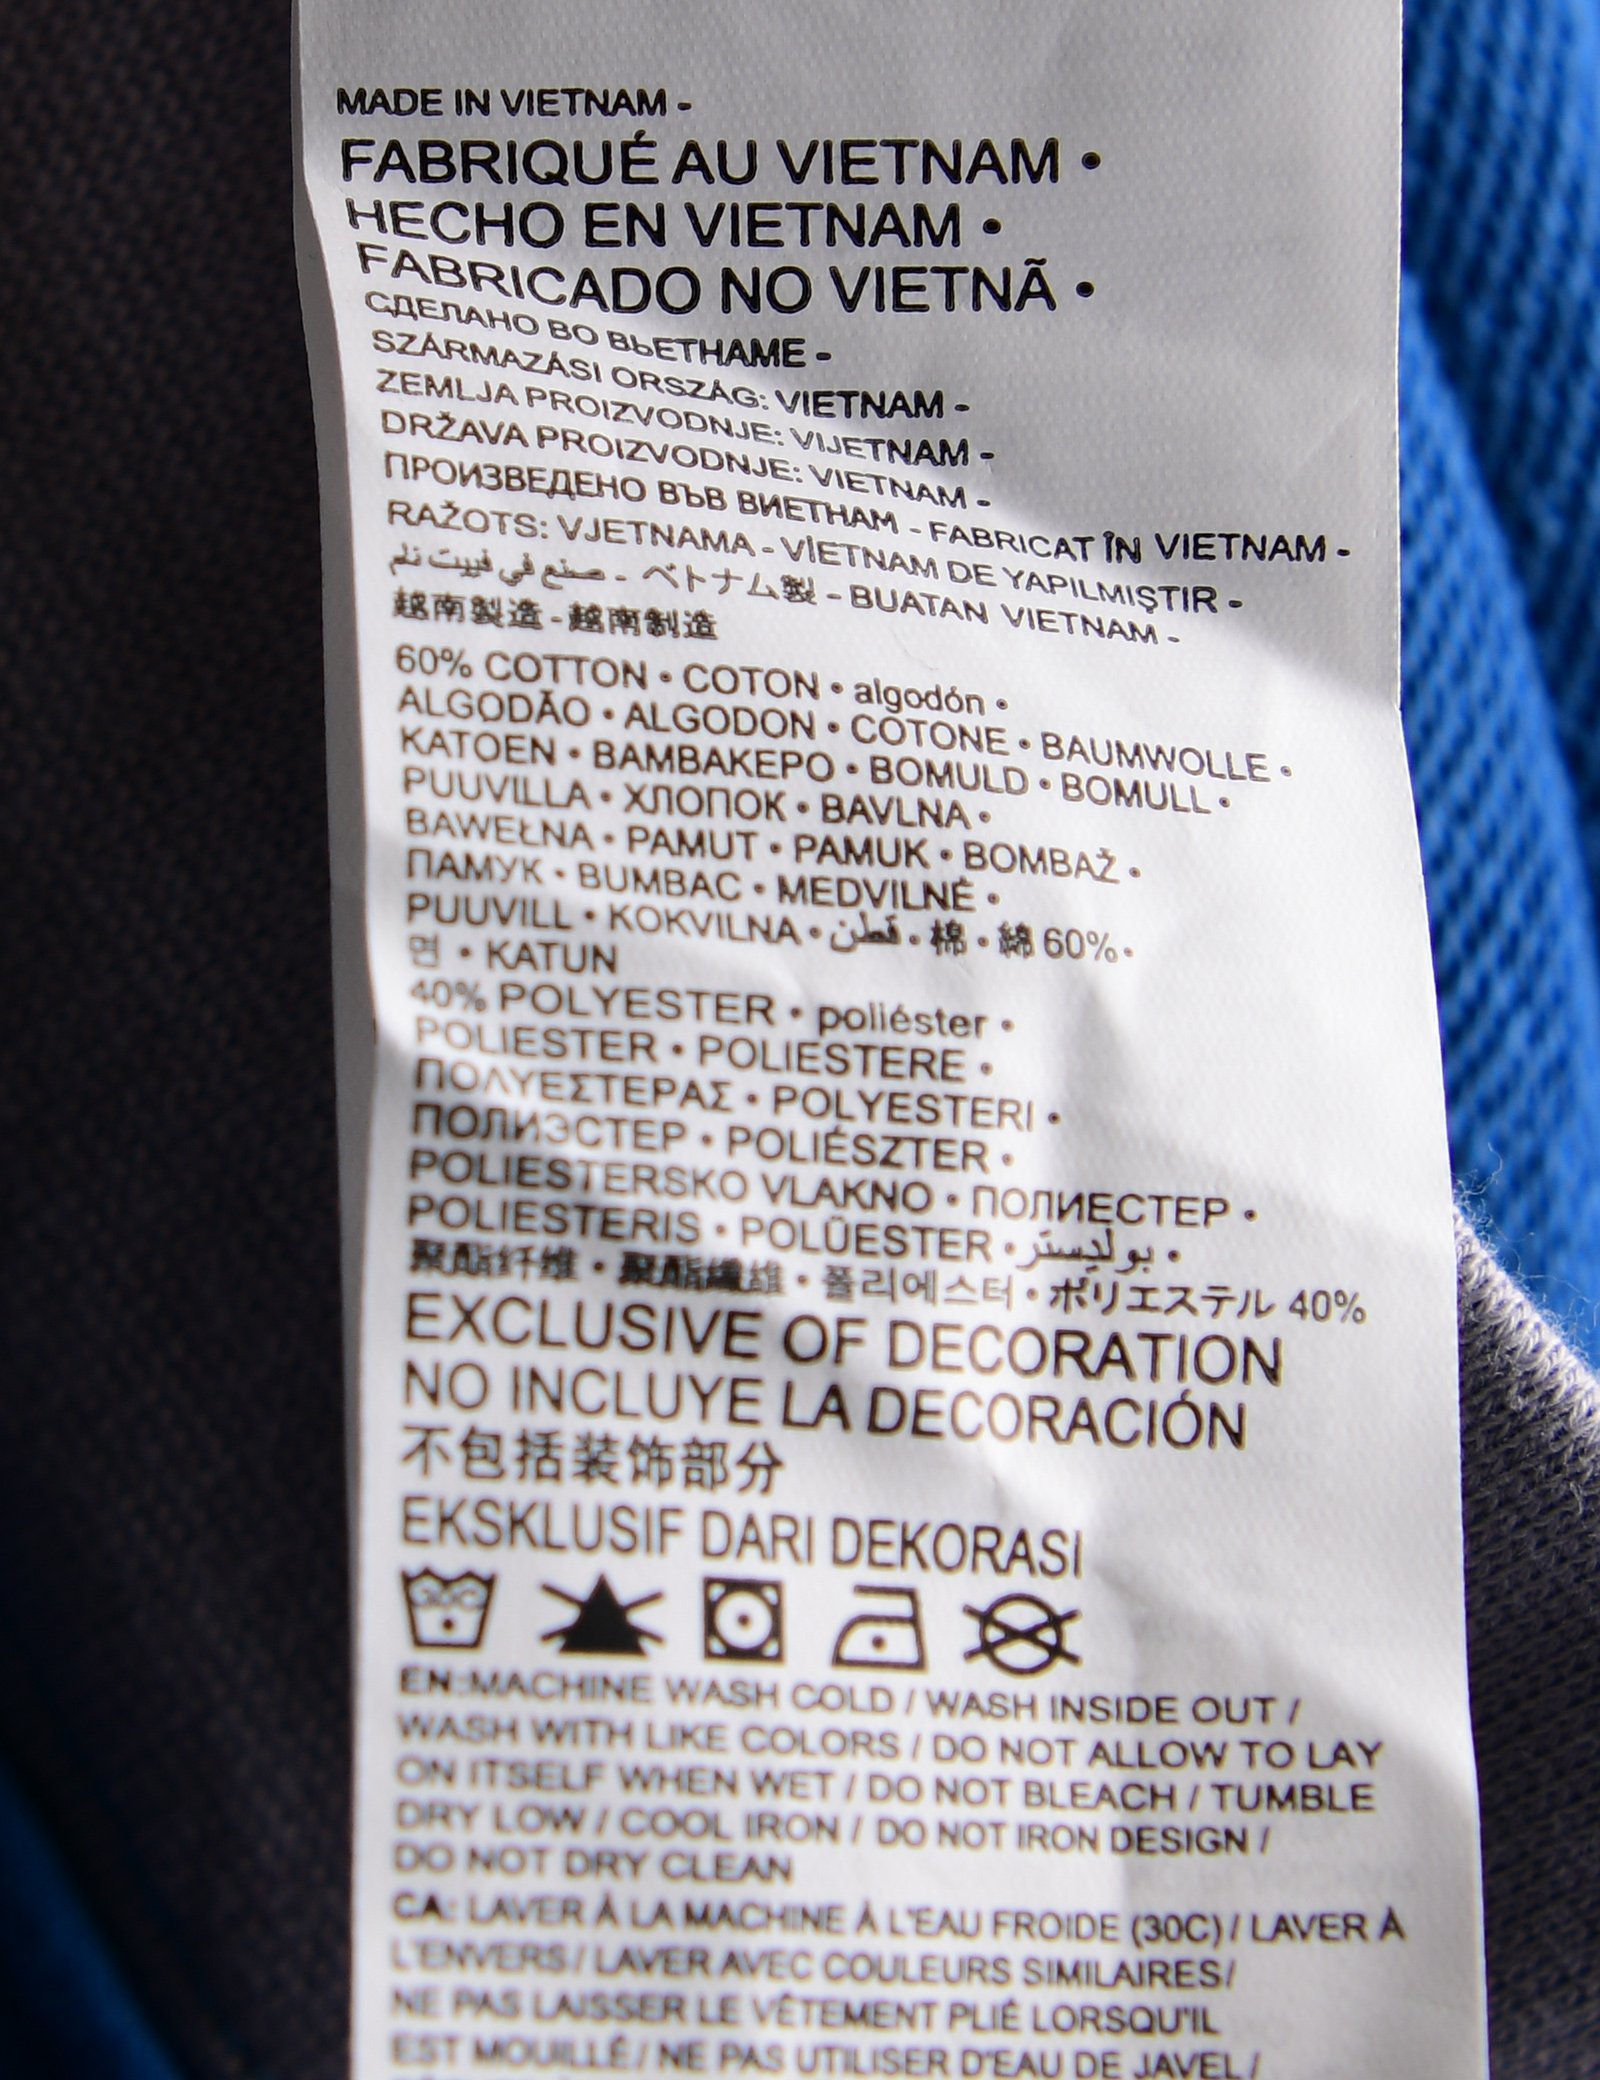 MADE IN VIETNAM -
FABRIQUÉ AU VIETNAM •
HECHO EN VIETNAM •
FABRICADO NO VIETNÃ •
СДЕЛАНО ВО ВЬЕТНАМЕ -
SZÁRMAZÁSI ORSZÁG: VIETNAM -
ZEMLJA PROIZVODNJE: VIJETNAM -
DRŽAVA PROIZVODNJE: VIETNAM -
ПРОИЗВЕДЕНО ВЪВ ВИЕТНАМ - FABRICAT ÎN VIETNAM -
RAŽOTS: VJETNAMA - VİETNAM DE YAPILMIŞTIR -
صنع في فييت نام - ベトナム製 - BUATAN VIETNAM -
越南製造 - 越南制造
60% COTTON • COTON • algodón •
ALGODÃO • ALGODON • COTONE • BAUMWOLLE •
KATOEN • ΒΑΜΒΑΚΕΡΟ • BOMULD • BOMULL •
PUUVILLA • ХЛОПОК • BAVLNA •
BAWEŁNA • PAMUT • PAMUK • BOMBAŽ •
ПАМУК • BUMBAC • MEDVILNÉ •
PUUVILL • KOKVILNA • قطن • 棉 • 綿 60% •
면 • KATUN
40% POLYESTER • poliéster •
POLIESTER • POLIESTERE •
ΠΟΛΥΕΣΤΕΡΑΣ • POLYESTERI •
ПОЛИЭСТЕР • POLIÉSZTER •
POLIESTERSKO VLAKNO • ПОЛИЕСТЕР •
POLIESTERIS • POLÜESTER • بوليستر •
聚酯纤维 • 聚酯纖維 • 폴리에스터 • ポリエステル 40%
EXCLUSIVE OF DECORATION
NO INCLUYE LA DECORACIÓN
不包括装饰部分
EKSKLUSIF DARI DEKORASI
30C
EN:MACHINE WASH COLD / WASH INSIDE OUT /
WASH WITH LIKE COLORS / DO NOT ALLOW TO LAY
ON ITSELF WHEN WET / DO NOT BLEACH / TUMBLE
DRY LOW / COOL IRON / DO NOT IRON DESIGN /
DO NOT DRY CLEAN
CA: LAVER À LA MACHINE À L'EAU FROIDE (30C) / LAVER À
L'ENVERS / LAVER AVEC COULEURS SIMILAIRES/
NE PAS LAISSER LE VÊTEMENT PLIÉ LORSQU'IL
EST MOUILLÉ / NE PAS UTILISER D'EAU DE JAVEL /